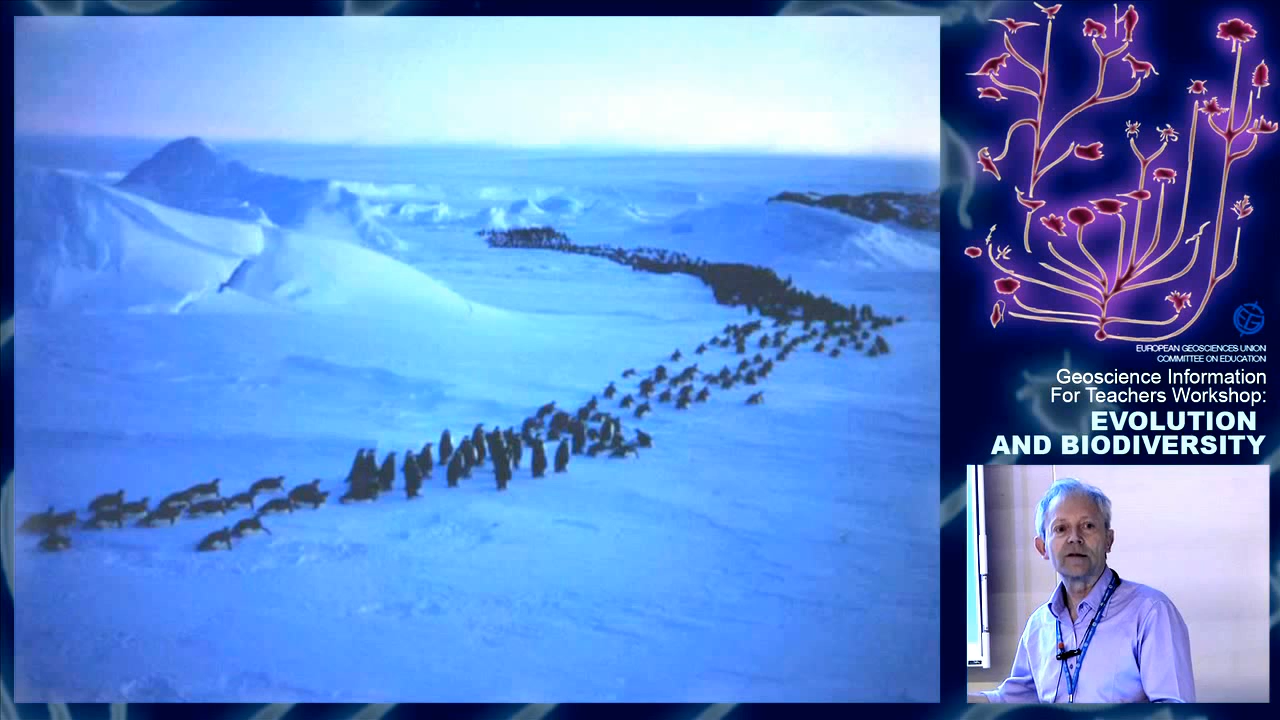 EUROPEAN GEOSCIENCES UNION
COMMITTEE ON EDUCATION
Geoscience Information
For Teachers Workshop:
EVOLUTION
AND BIODIVERSITY